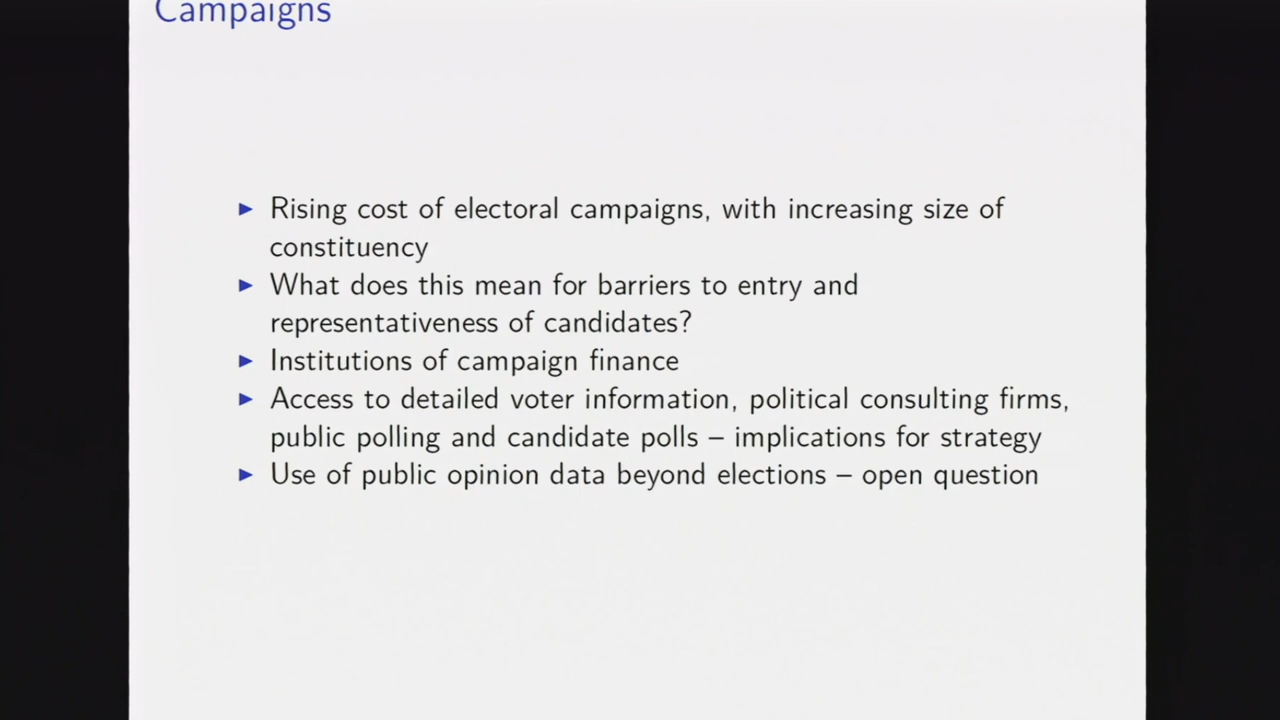 Campaigns
► Rising cost of electoral campaigns, with increasing size of
constituency
► What does this mean for barriers to entry and
representativeness of candidates?
► Institutions of campaign finance
► Access to detailed voter information, political consulting firms,
public polling and candidate polls – implications for strategy
► Use of public opinion data beyond elections – open question